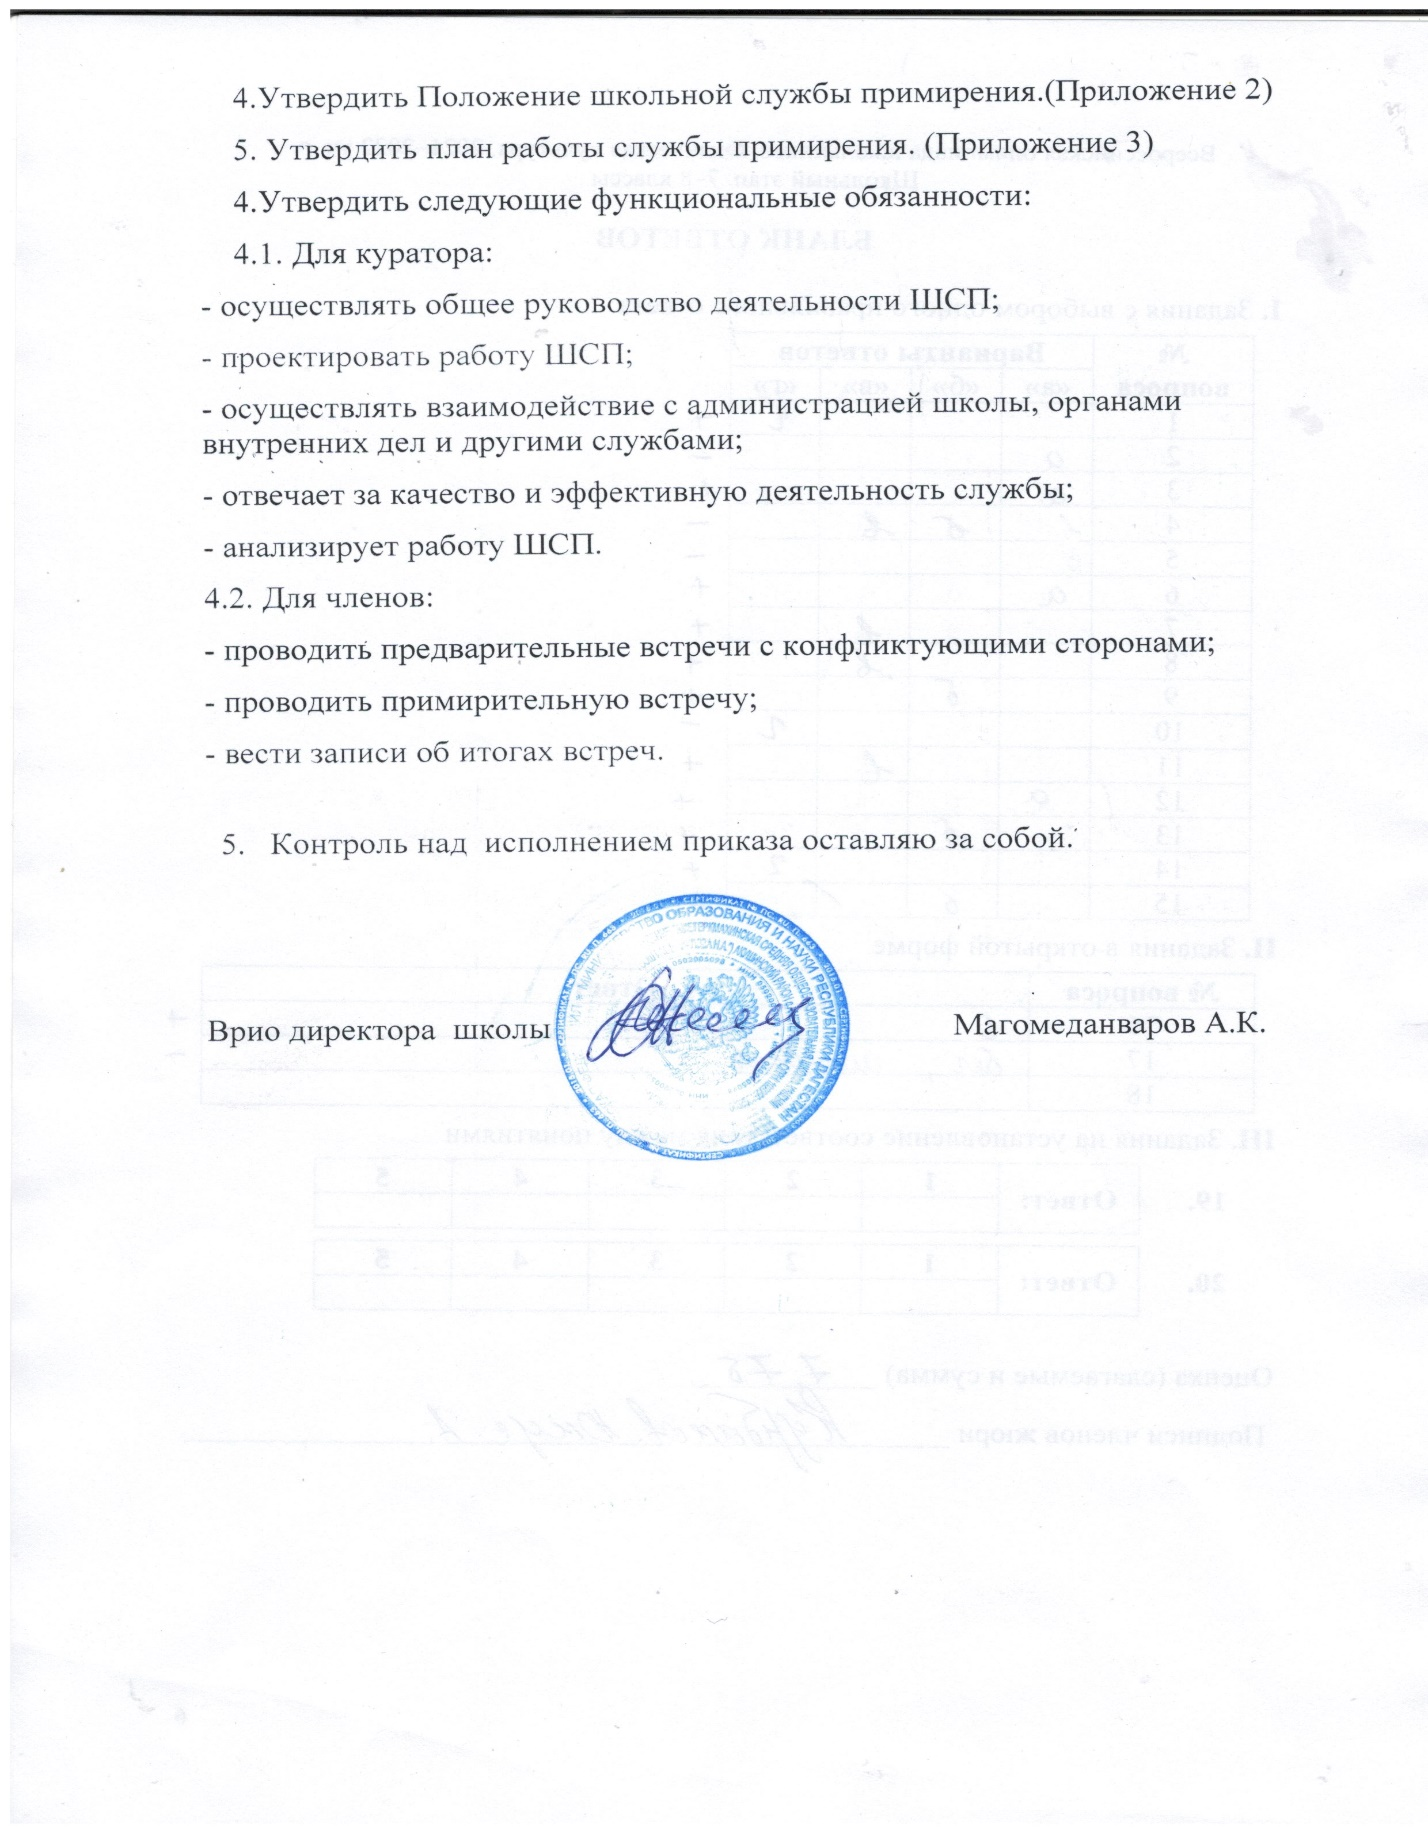 4.Утвердить Положение школьной службы примирения.(Приложение 2)
5. Утвердить план работы службы примирения. (Приложение 3)
4.Утвердить следующие функциональные обязанности:
4.1. Для куратора:
- осуществлять общее руководство деятельности ШСП;
- проектировать работу ШСП;
- осуществлять взаимодействие с администрацией школы, органами
внутренних дел и другими службами;
- отвечает за качество и эффективную деятельность службы;
- анализирует работу ШСП.
4.2. Для членов:
- проводить предварительные встречи с конфликтующими сторонами;
- проводить примирительную встречу;
- вести записи об итогах встреч.
5. Контроль над исполнением приказа оставляю за собой.
Врио директора школы
ОБРАЗОВАНИЯ И НАУКИ РЕСПУБЛИКИ ДАГЕСТАН
Магомеданваров А.К.